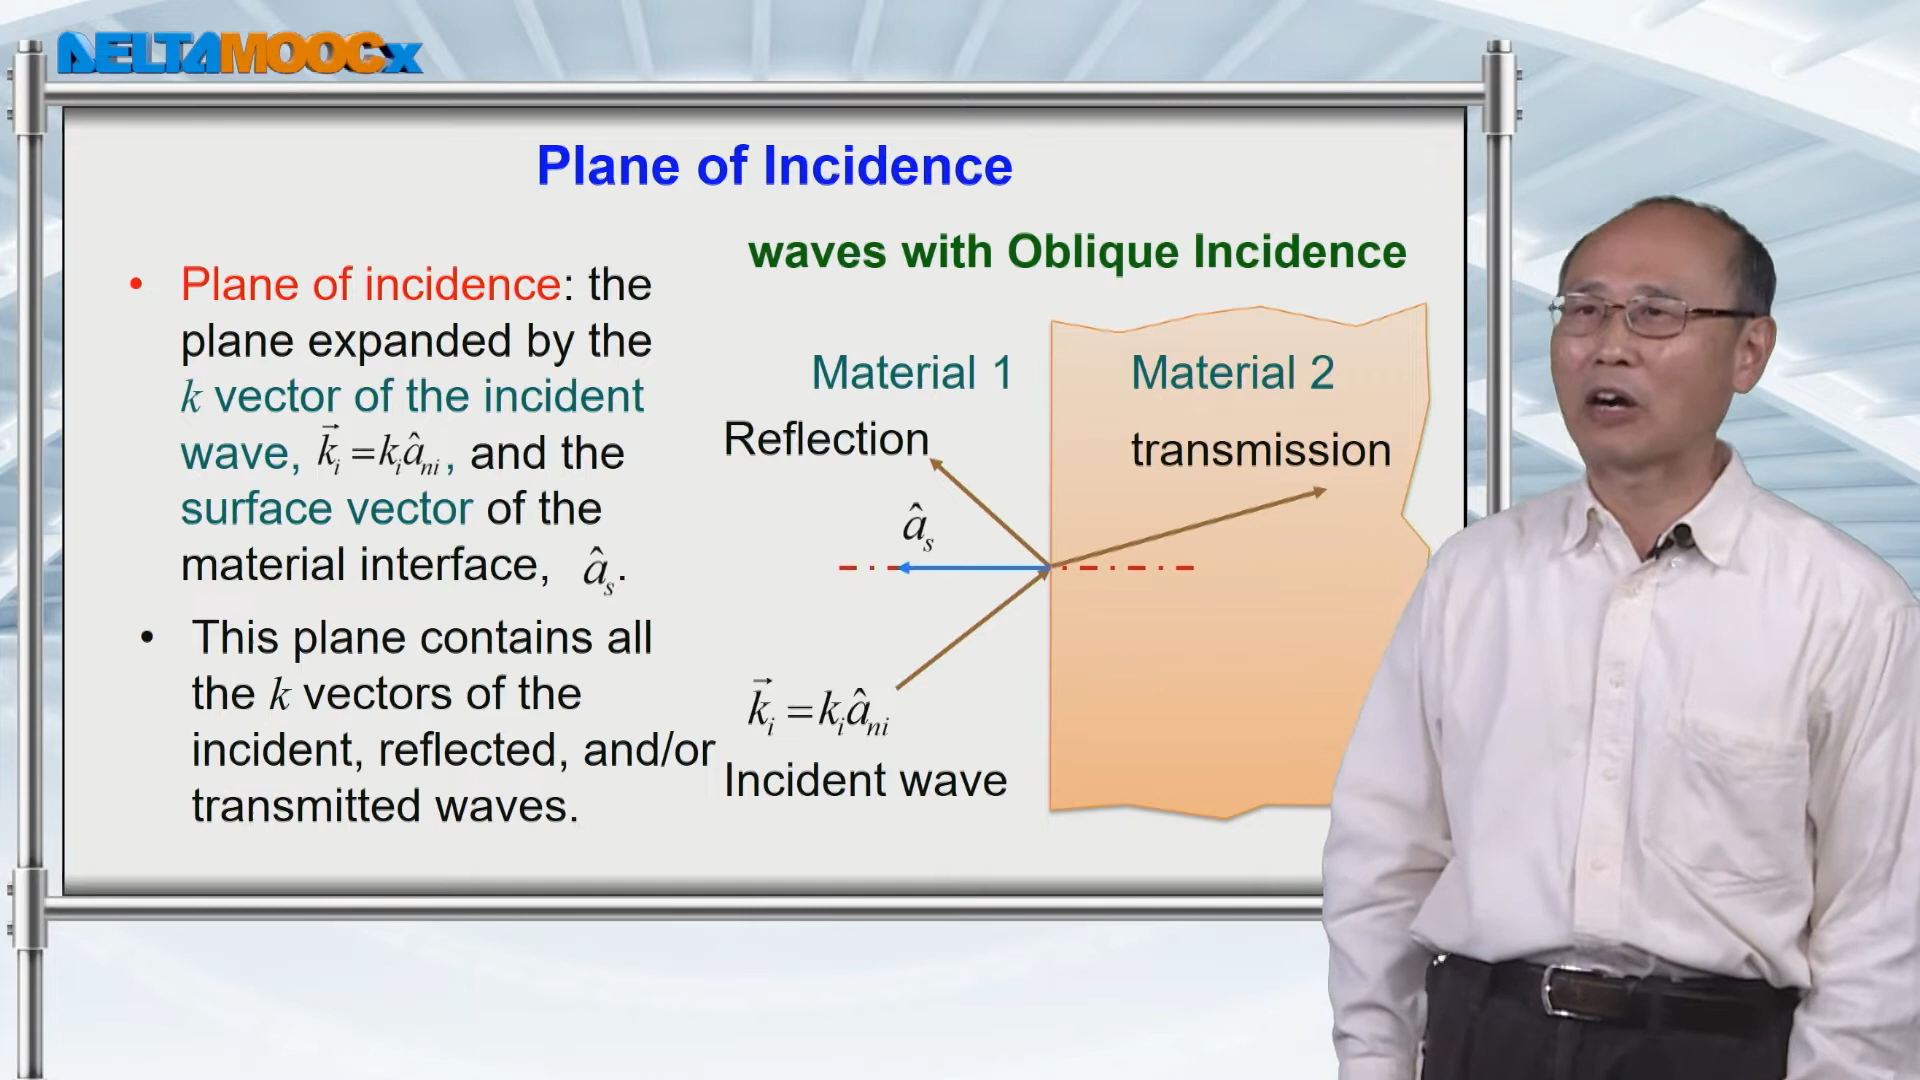 DELTAMOOCx
Plane of Incidence
waves with Oblique Incidence
• Plane of incidence: the
plane expanded by the
k vector of the incident
wave, k⃗ᵢ = kᵢâₙᵢ, and the
surface vector of the
material interface, âₛ.
• This plane contains all
the k vectors of the
incident, reflected, and/or
transmitted waves.
Material 1
Material 2
Reflection
transmission
âₛ
k⃗ᵢ = kᵢâₙᵢ
Incident wave